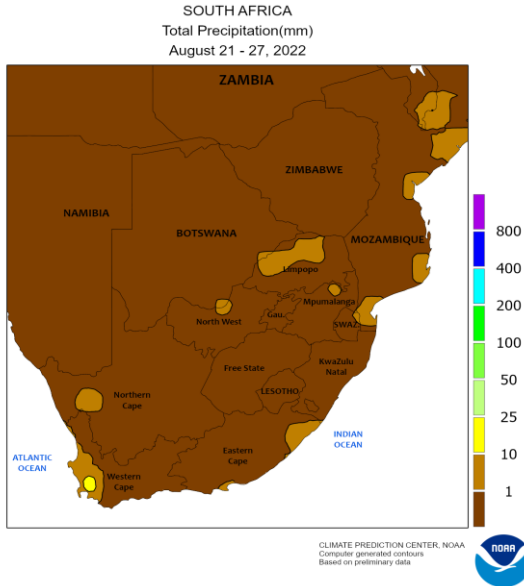 SOUTH AFRICA
Total Precipitation(mm)
August 21 - 27, 2022
ZAMBIA
ZIMBABWE
NAMIBIA
BOTSWANA
MOZAMBIQUE
Limpopo
Mpumalanga
North West
Gau.
SWAZ.
Free State
KwaZulu
Natal
LESOTHO
Northern
Cape
Eastern
Cape
Western
Cape
ATLANTIC
OCEAN
INDIAN
OCEAN
800
400
200
100
50
25
10
1
CLIMATE PREDICTION CENTER, NOAA
Computer generated contours
Based on preliminary data
NOAA